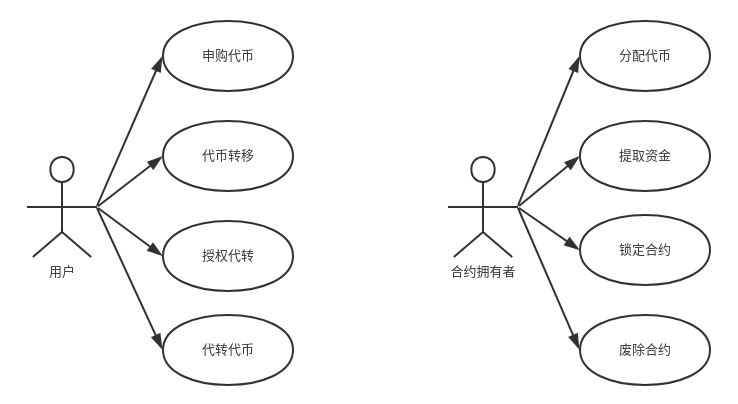 申购代币
代币转移
授权代转
代转代币
用户
分配代币
提取资金
锁定合约
废除合约
合约拥有者